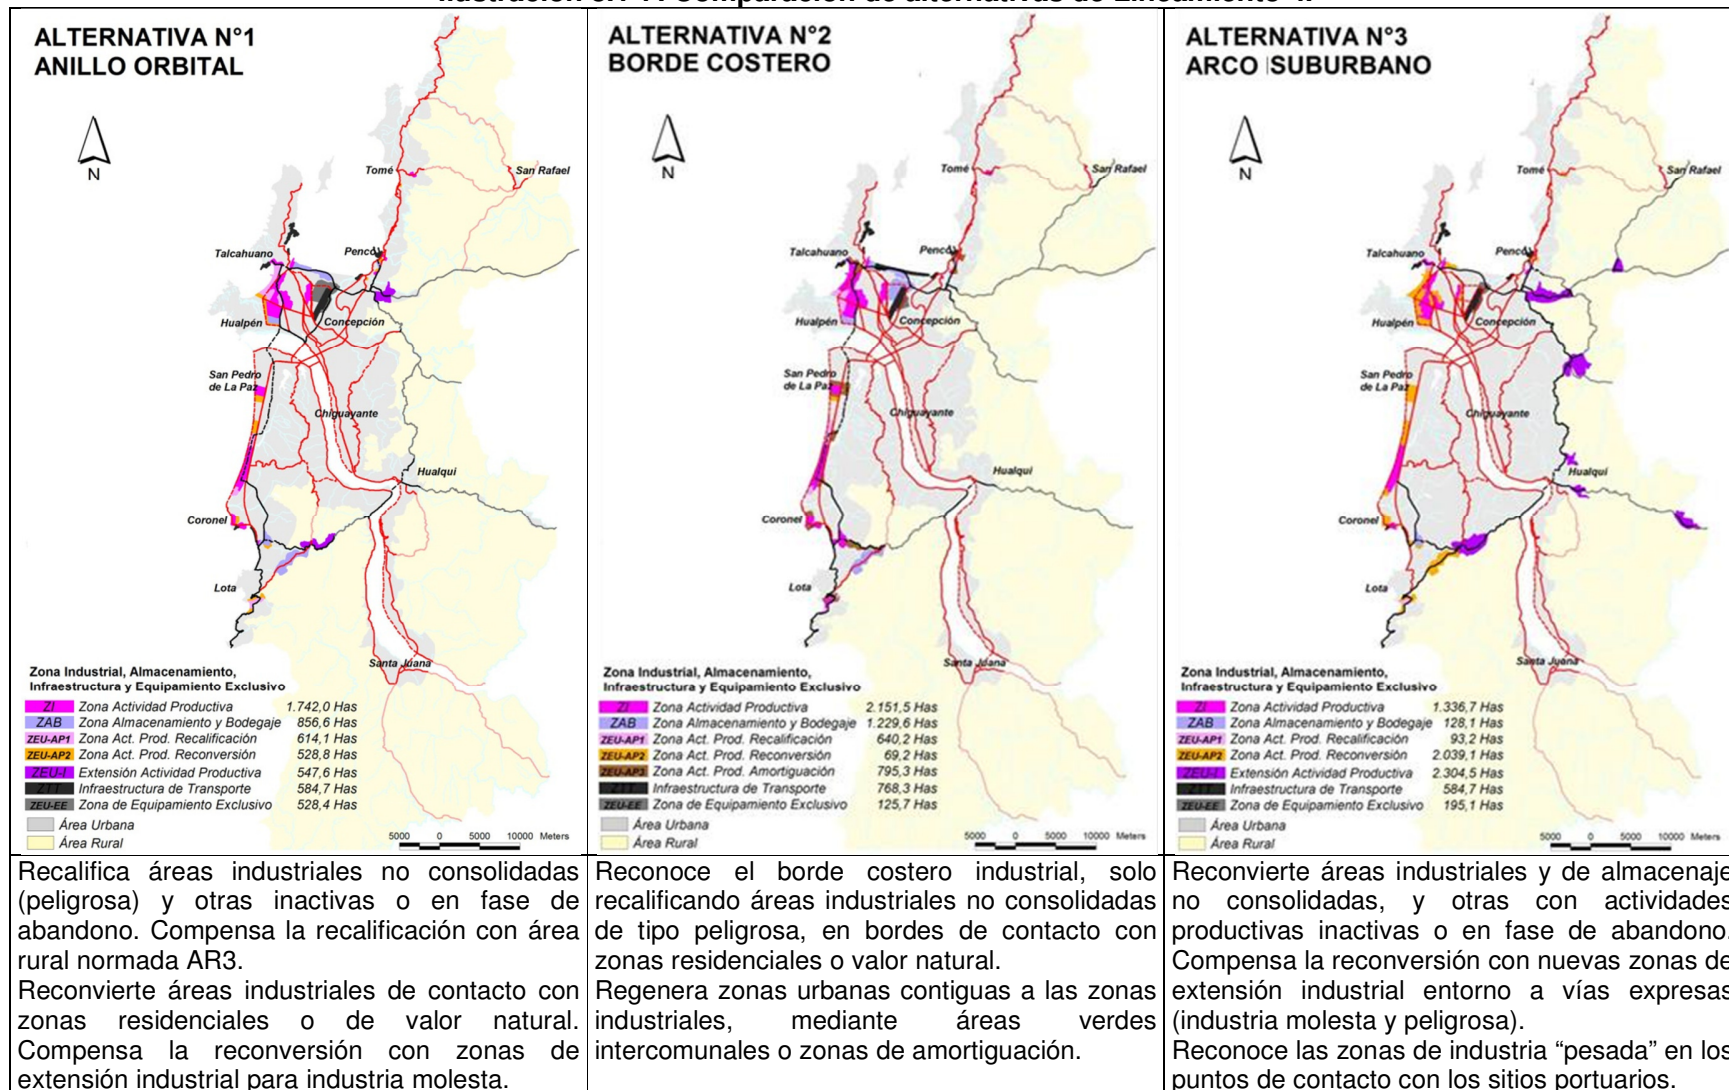 Ilustración 3.1-7: Comparación de alternativas de Lineamiento
ALTERNATIVA N°1
ANILLO ORBITAL
N
Tomé
San Rafael
Talcahuano
Penco
Hualpén
Concepción
San Pedro
de La Paz
Chiguayante
Hualqui
Coronel
Lota
Santa Juana
Zona Industrial, Almacenamiento,
Infraestructura y Equipamiento Exclusivo
ZI Zona Actividad Productiva 1.742,0 Has
ZAB Zona Almacenamiento y Bodegaje 856,6 Has
ZEU-AP1 Zona Act. Prod. Recalificación 614,1 Has
ZEU-AP2 Zona Act. Prod. Reconversión 528,8 Has
ZEU-I Extensión Actividad Productiva 547,6 Has
ZTT Infraestructura de Transporte 584,7 Has
ZEU-EE Zona de Equipamiento Exclusivo 528,4 Has
Área Urbana
Área Rural
5000 0 5000 10000 Meters
Recalifica áreas industriales no consolidadas
(peligrosa) y otras inactivas o en fase de
abandono. Compensa la recalificación con área
rural normada AR3.
Reconvierte áreas industriales de contacto con
zonas residenciales o de valor natural.
Compensa la reconversión con zonas de
extensión industrial para industria molesta.
ALTERNATIVA N°2
BORDE COSTERO
N
Tomé
San Rafael
Talcahuano
Penco
Hualpén
Concepción
San Pedro
de La Paz
Chiguayante
Hualqui
Coronel
Lota
Santa Juana
Zona Industrial, Almacenamiento,
Infraestructura y Equipamiento Exclusivo
ZI Zona Actividad Productiva 2.151,5 Has
ZAB Zona Almacenamiento y Bodegaje 1.229,6 Has
ZEU-AP1 Zona Act. Prod. Recalificación 640,2 Has
ZEU-AP2 Zona Act. Prod. Reconversión 69,2 Has
ZEU-AP3 Zona Act. Prod. Amortiguación 795,3 Has
ZTT Infraestructura de Transporte 768,3 Has
ZEU-EE Zona de Equipamiento Exclusivo 125,7 Has
Área Urbana
Área Rural
5000 0 5000 10000 Meters
Reconoce el borde costero industrial, solo
recalificando áreas industriales no consolidadas
de tipo peligrosa, en bordes de contacto con
zonas residenciales o valor natural.
Regenera zonas urbanas contiguas a las zonas
industriales, mediante áreas verdes
intercomunales o zonas de amortiguación.
ALTERNATIVA N°3
ARCO SUBURBANO
N
Tomé
San Rafael
Talcahuano
Penco
Hualpén
Concepción
San Pedro
de La Paz
Chiguayante
Hualqui
Coronel
Lota
Santa Juana
Zona Industrial, Almacenamiento,
Infraestructura y Equipamiento Exclusivo
ZI Zona Actividad Productiva 1.336,7 Has
ZAB Zona Almacenamiento y Bodegaje 128,1 Has
ZEU-AP1 Zona Act. Prod. Recalificación 93,2 Has
ZEU-AP2 Zona Act. Prod. Reconversión 2.039,1 Has
ZEU-I Extensión Actividad Productiva 2.304,5 Has
ZTT Infraestructura de Transporte 584,7 Has
ZEU-EE Zona de Equipamiento Exclusivo 195,1 Has
Área Urbana
Área Rural
5000 0 5000 10000 Meters
Reconvierte áreas industriales y de almacenaje
no consolidadas, y otras con actividades
productivas inactivas o en fase de abandono.
Compensa la reconversión con nuevas zonas de
extensión industrial entorno a vías expresas
(industria molesta y peligrosa).
Reconoce las zonas de industria “pesada” en los
puntos de contacto con los sitios portuarios.